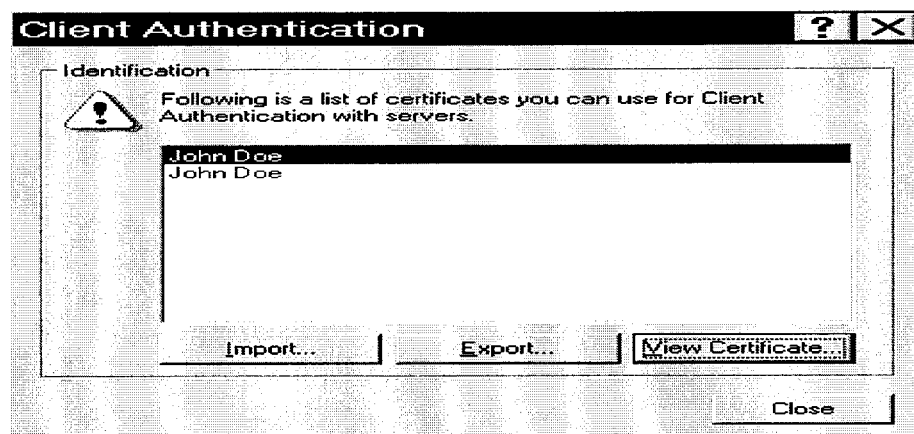 Client Authentication ? X
Identification
!
Following is a list of certificates you can use for Client
Authentication with servers.
John Doe
John Doe
Import... Export... View Certificate...
Close